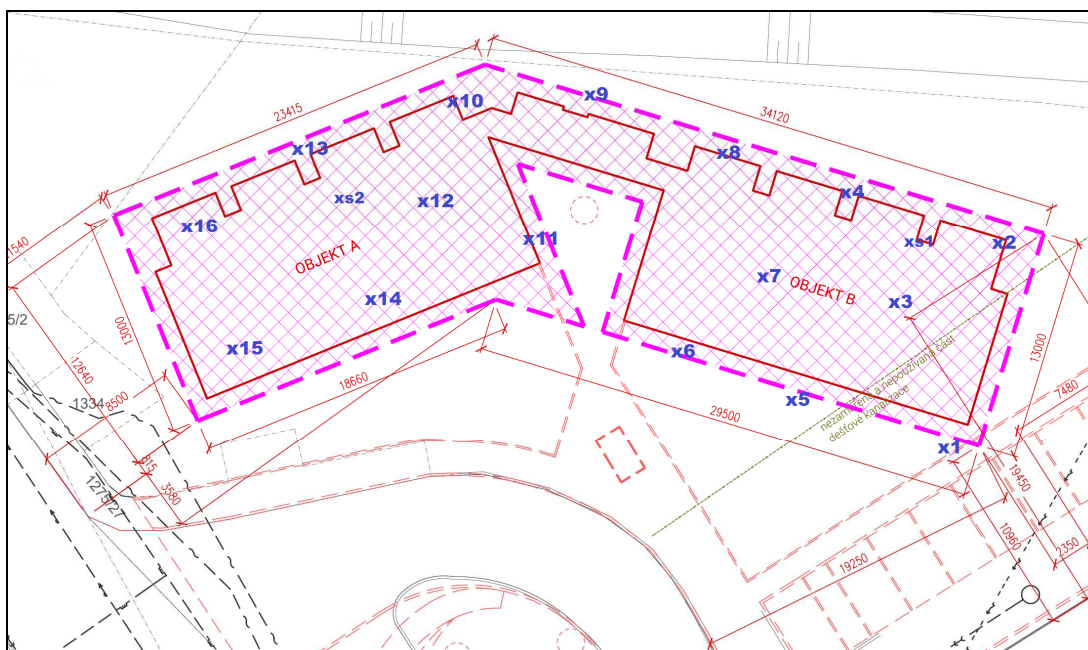 23415
34120
x9
x10
x13
x8
x4
xs2
x12
x16
x11
xs1
x2
OBJEKT A
OBJEKT B
x7
x3
x14
x15
x6
x5
x1
1540
5/2
13000
12640
8500
1334
815
3580
1275/27
18660
29500
nezaměřená a nepoužívaná část
dešťové kanalizace
13000
7480
19450
10960
2350
19250